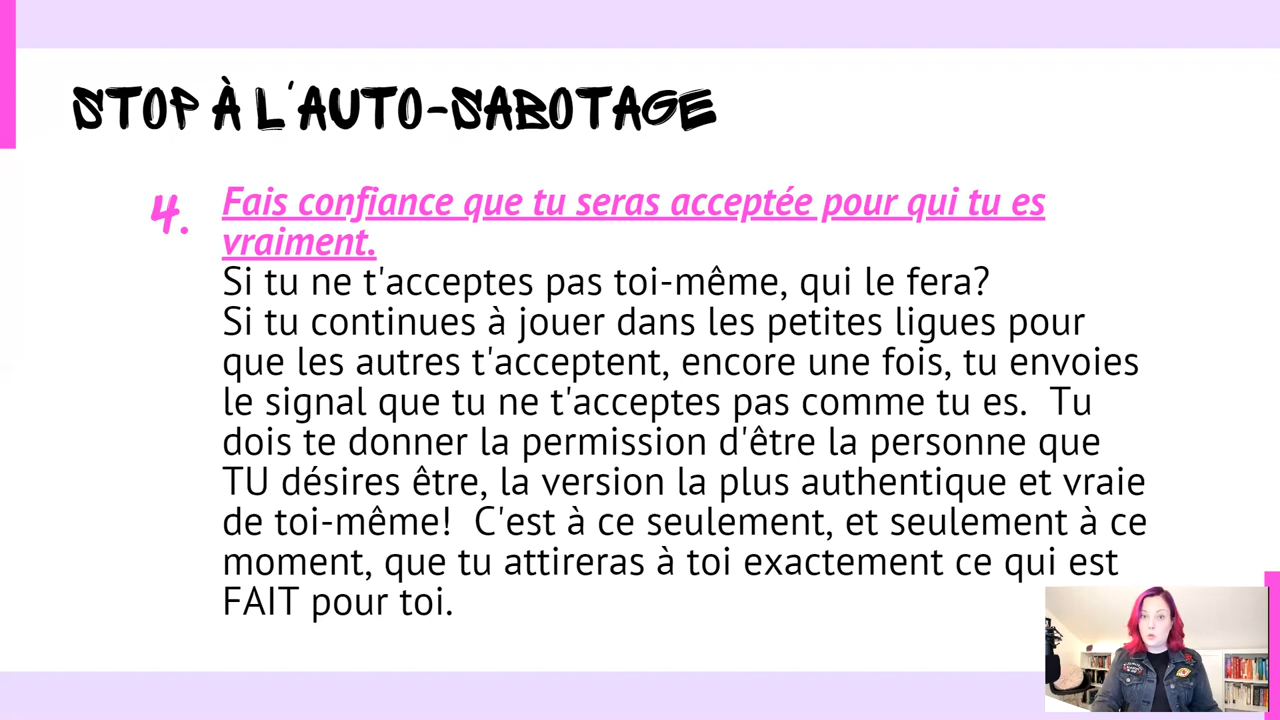 STOP À L'AUTO-SABOTAGE
4. Fais confiance que tu seras acceptée pour qui tu es
vraiment.
Si tu ne t'acceptes pas toi-même, qui le fera?
Si tu continues à jouer dans les petites ligues pour
que les autres t'acceptent, encore une fois, tu envoies
le signal que tu ne t'acceptes pas comme tu es.  Tu
dois te donner la permission d'être la personne que
TU désires être, la version la plus authentique et vraie
de toi-même!  C'est à ce seulement, et seulement à ce
moment, que tu attireras à toi exactement ce qui est
FAIT pour toi.